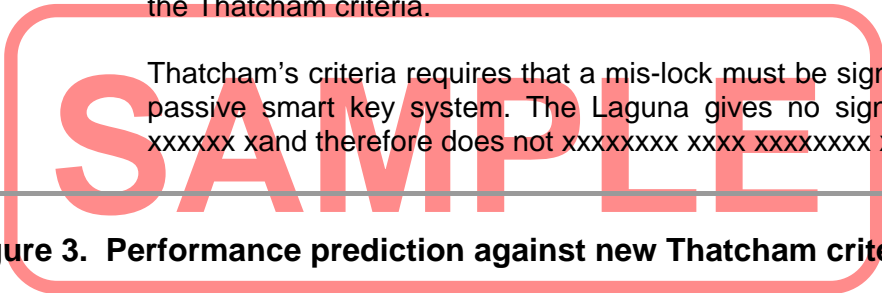 the Thatcham criteria.
Thatcham's criteria requires that a mis-lock must be sign
passive smart key system. The Laguna gives no sign
xxxxxx xand therefore does not xxxxxxxx xxxx xxxxxxxx x
SAMPLE
ure 3. Performance prediction against new Thatcham crite